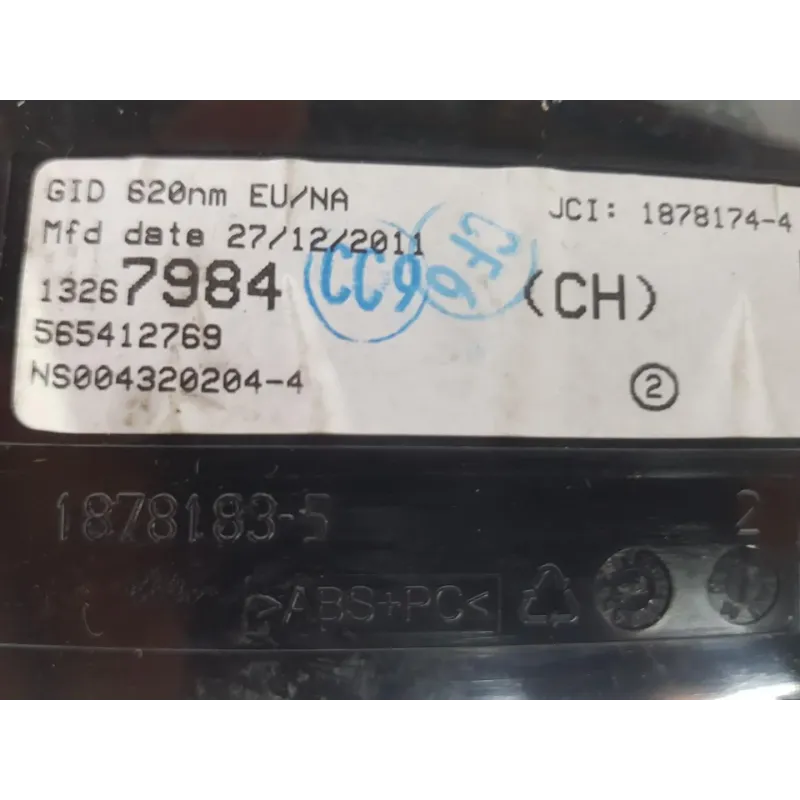 GID 620nm EU/NA
JCI: 1878174-4
Mfd date 27/12/2011
13267984
CC9
CF6
(CH)
565412769
NS004320204-4
2
1878183-5
2
>ABS+PC<